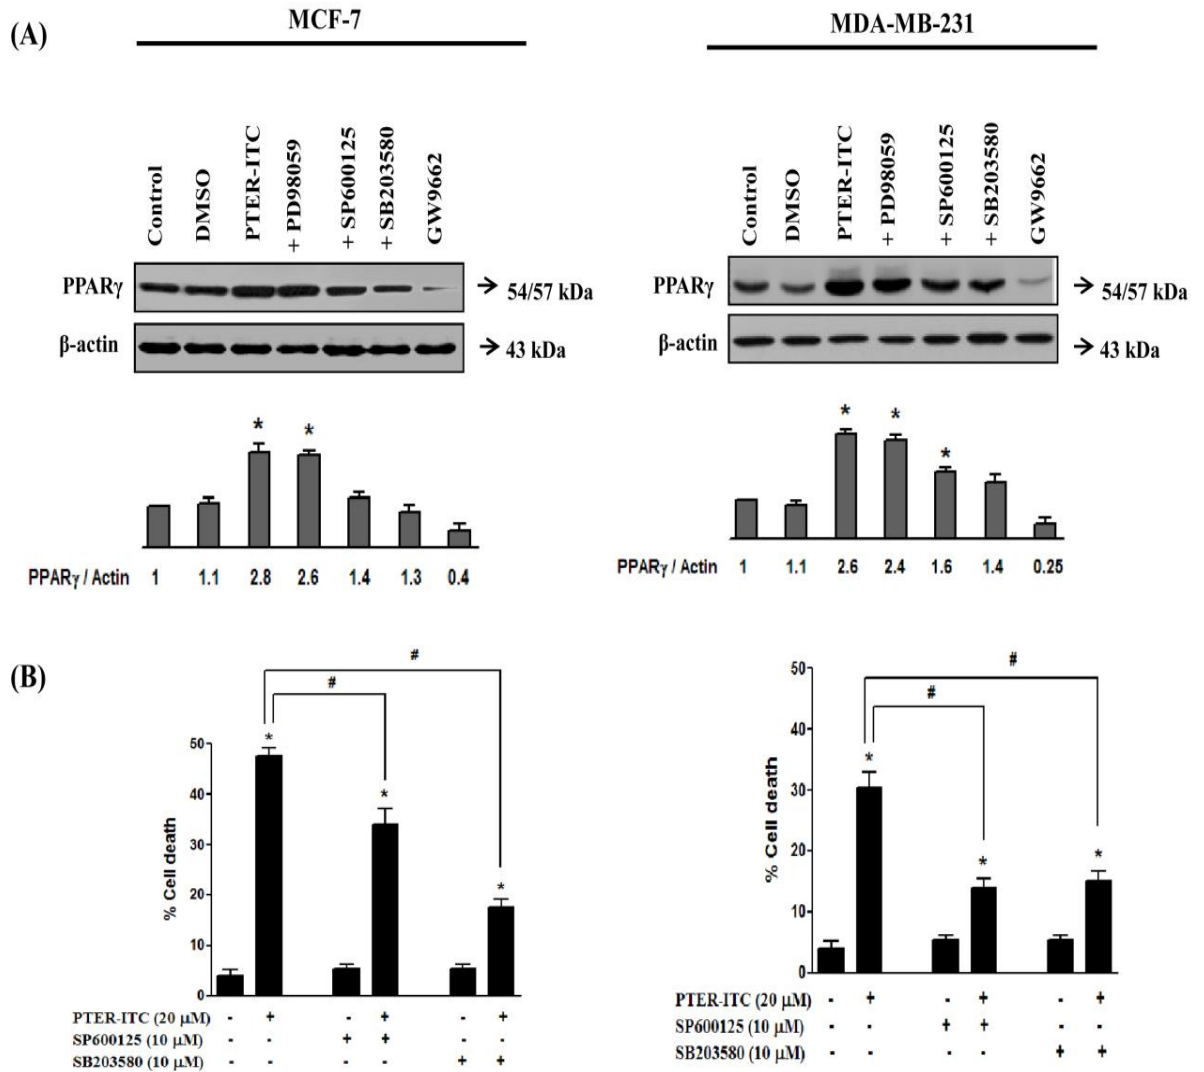 (A)
MCF-7
MDA-MB-231
Control
DMSO
PTER-ITC
+ PD98059
+ SP600125
+ SB203580
GW9662
PPARγ
→ 54/57 kDa
β-actin
→ 43 kDa
* *
PPARγ / Actin 1 1.1 2.8 2.6 1.4 1.3 0.4
Control
DMSO
PTER-ITC
+ PD98059
+ SP600125
+ SB203580
GW9662
PPARγ
→ 54/57 kDa
β-actin
→ 43 kDa
* * *
PPARγ / Actin 1 1.1 2.6 2.4 1.6 1.4 0.25
(B)
#
#
* * *
% Cell death
50
40
30
20
10
0
PTER-ITC (20 μM) - + - + - +
SP600125 (10 μM) - - + + - -
SB203580 (10 μM) - - - - + +
#
#
* * *
% Cell death
50
40
30
20
10
0
PTER-ITC (20 μM) - + - + - +
SP600125 (10 μM) - - + + - -
SB203580 (10 μM) - - - - + +